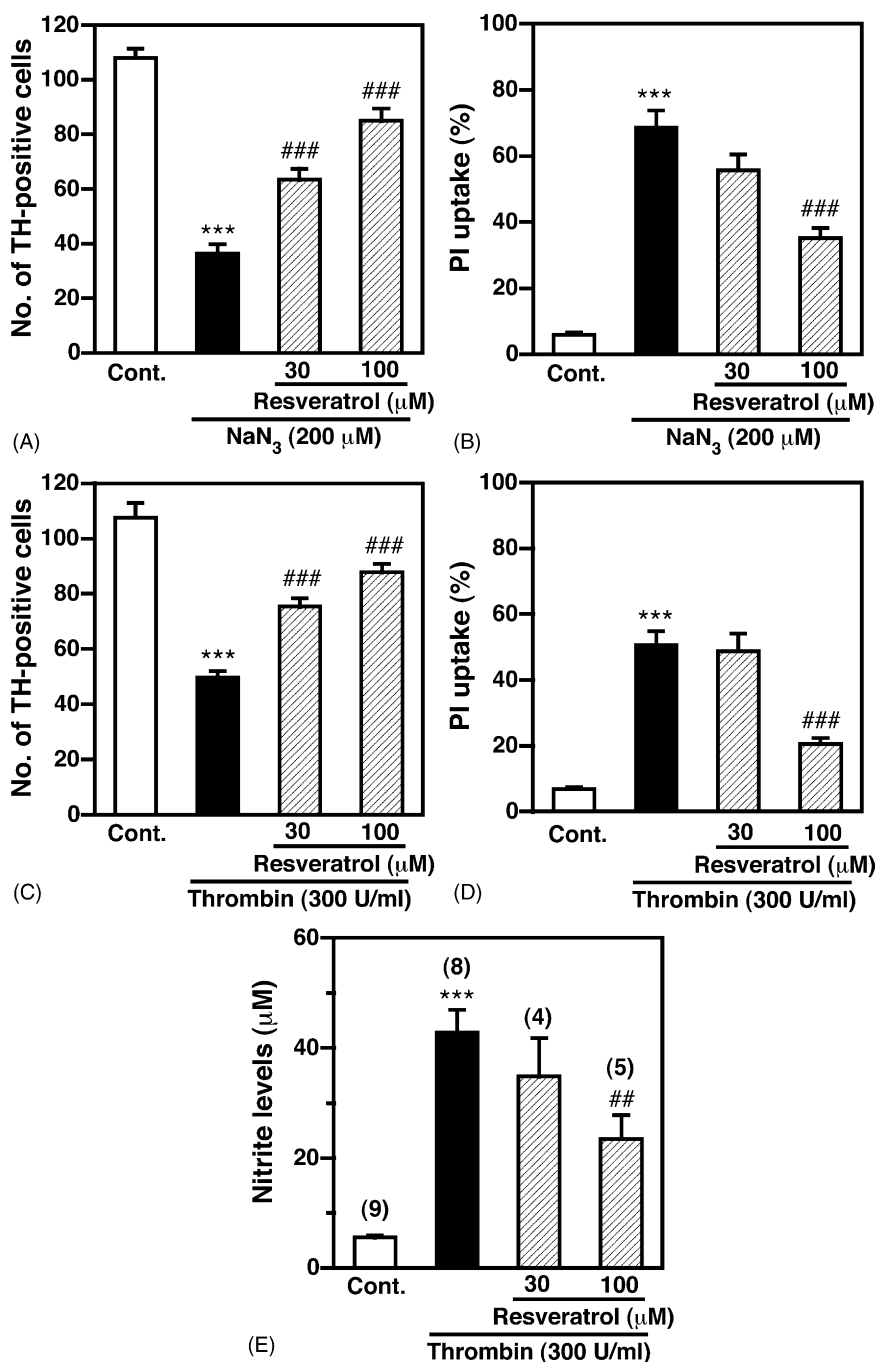 120
100
80
60
40
20
0
No. of TH-positive cells
***
###
###
Cont.
30
100
Resveratrol (μM)
NaN3 (200 μM)
(A)
100
80
60
40
20
0
PI uptake (%)
***
###
Cont.
30
100
Resveratrol (μM)
NaN3 (200 μM)
(B)
120
100
80
60
40
20
0
No. of TH-positive cells
***
###
###
Cont.
30
100
Resveratrol (μM)
Thrombin (300 U/ml)
(C)
100
80
60
40
20
0
PI uptake (%)
***
###
Cont.
30
100
Resveratrol (μM)
Thrombin (300 U/ml)
(D)
60
40
20
0
Nitrite levels (μM)
(9)
(8)
***
(4)
(5)
##
Cont.
30
100
Resveratrol (μM)
Thrombin (300 U/ml)
(E)